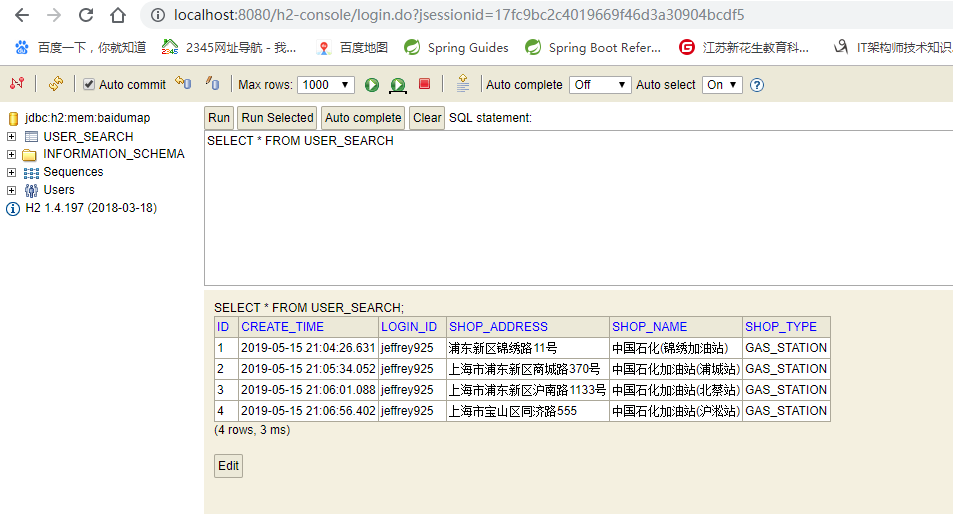 localhost:8080/h2-console/login.do?jsessionid=17fc9bc2c4019669f46d3a30904bcdf5
百度一下，你就知道 2345网址导航 - 我... 百度地图 Spring Guides Spring Boot Refer... 江苏新花生教育科... IT架构师技术知识
Auto commit Max rows: 1000 Auto complete Off Auto select On
jdbc:h2:mem:baidumap
USER_SEARCH
INFORMATION_SCHEMA
Sequences
Users
H2 1.4.197 (2018-03-18)
Run Run Selected Auto complete Clear SQL statement:
SELECT * FROM USER_SEARCH
SELECT * FROM USER_SEARCH;
ID CREATE_TIME LOGIN_ID SHOP_ADDRESS SHOP_NAME SHOP_TYPE
1 2019-05-15 21:04:26.631 jeffrey925 浦东新区锦绣路11号 中国石化(锦绣加油站) GAS_STATION
2 2019-05-15 21:05:34.052 jeffrey925 上海市浦东新区商城路370号 中国石化加油站(浦城站) GAS_STATION
3 2019-05-15 21:06:01.088 jeffrey925 上海市浦东新区沪南路1133号 中国石化加油站(北蔡站) GAS_STATION
4 2019-05-15 21:06:56.402 jeffrey925 上海市宝山区同济路555 中国石化加油站(沪淞站) GAS_STATION
(4 rows, 3 ms)
Edit